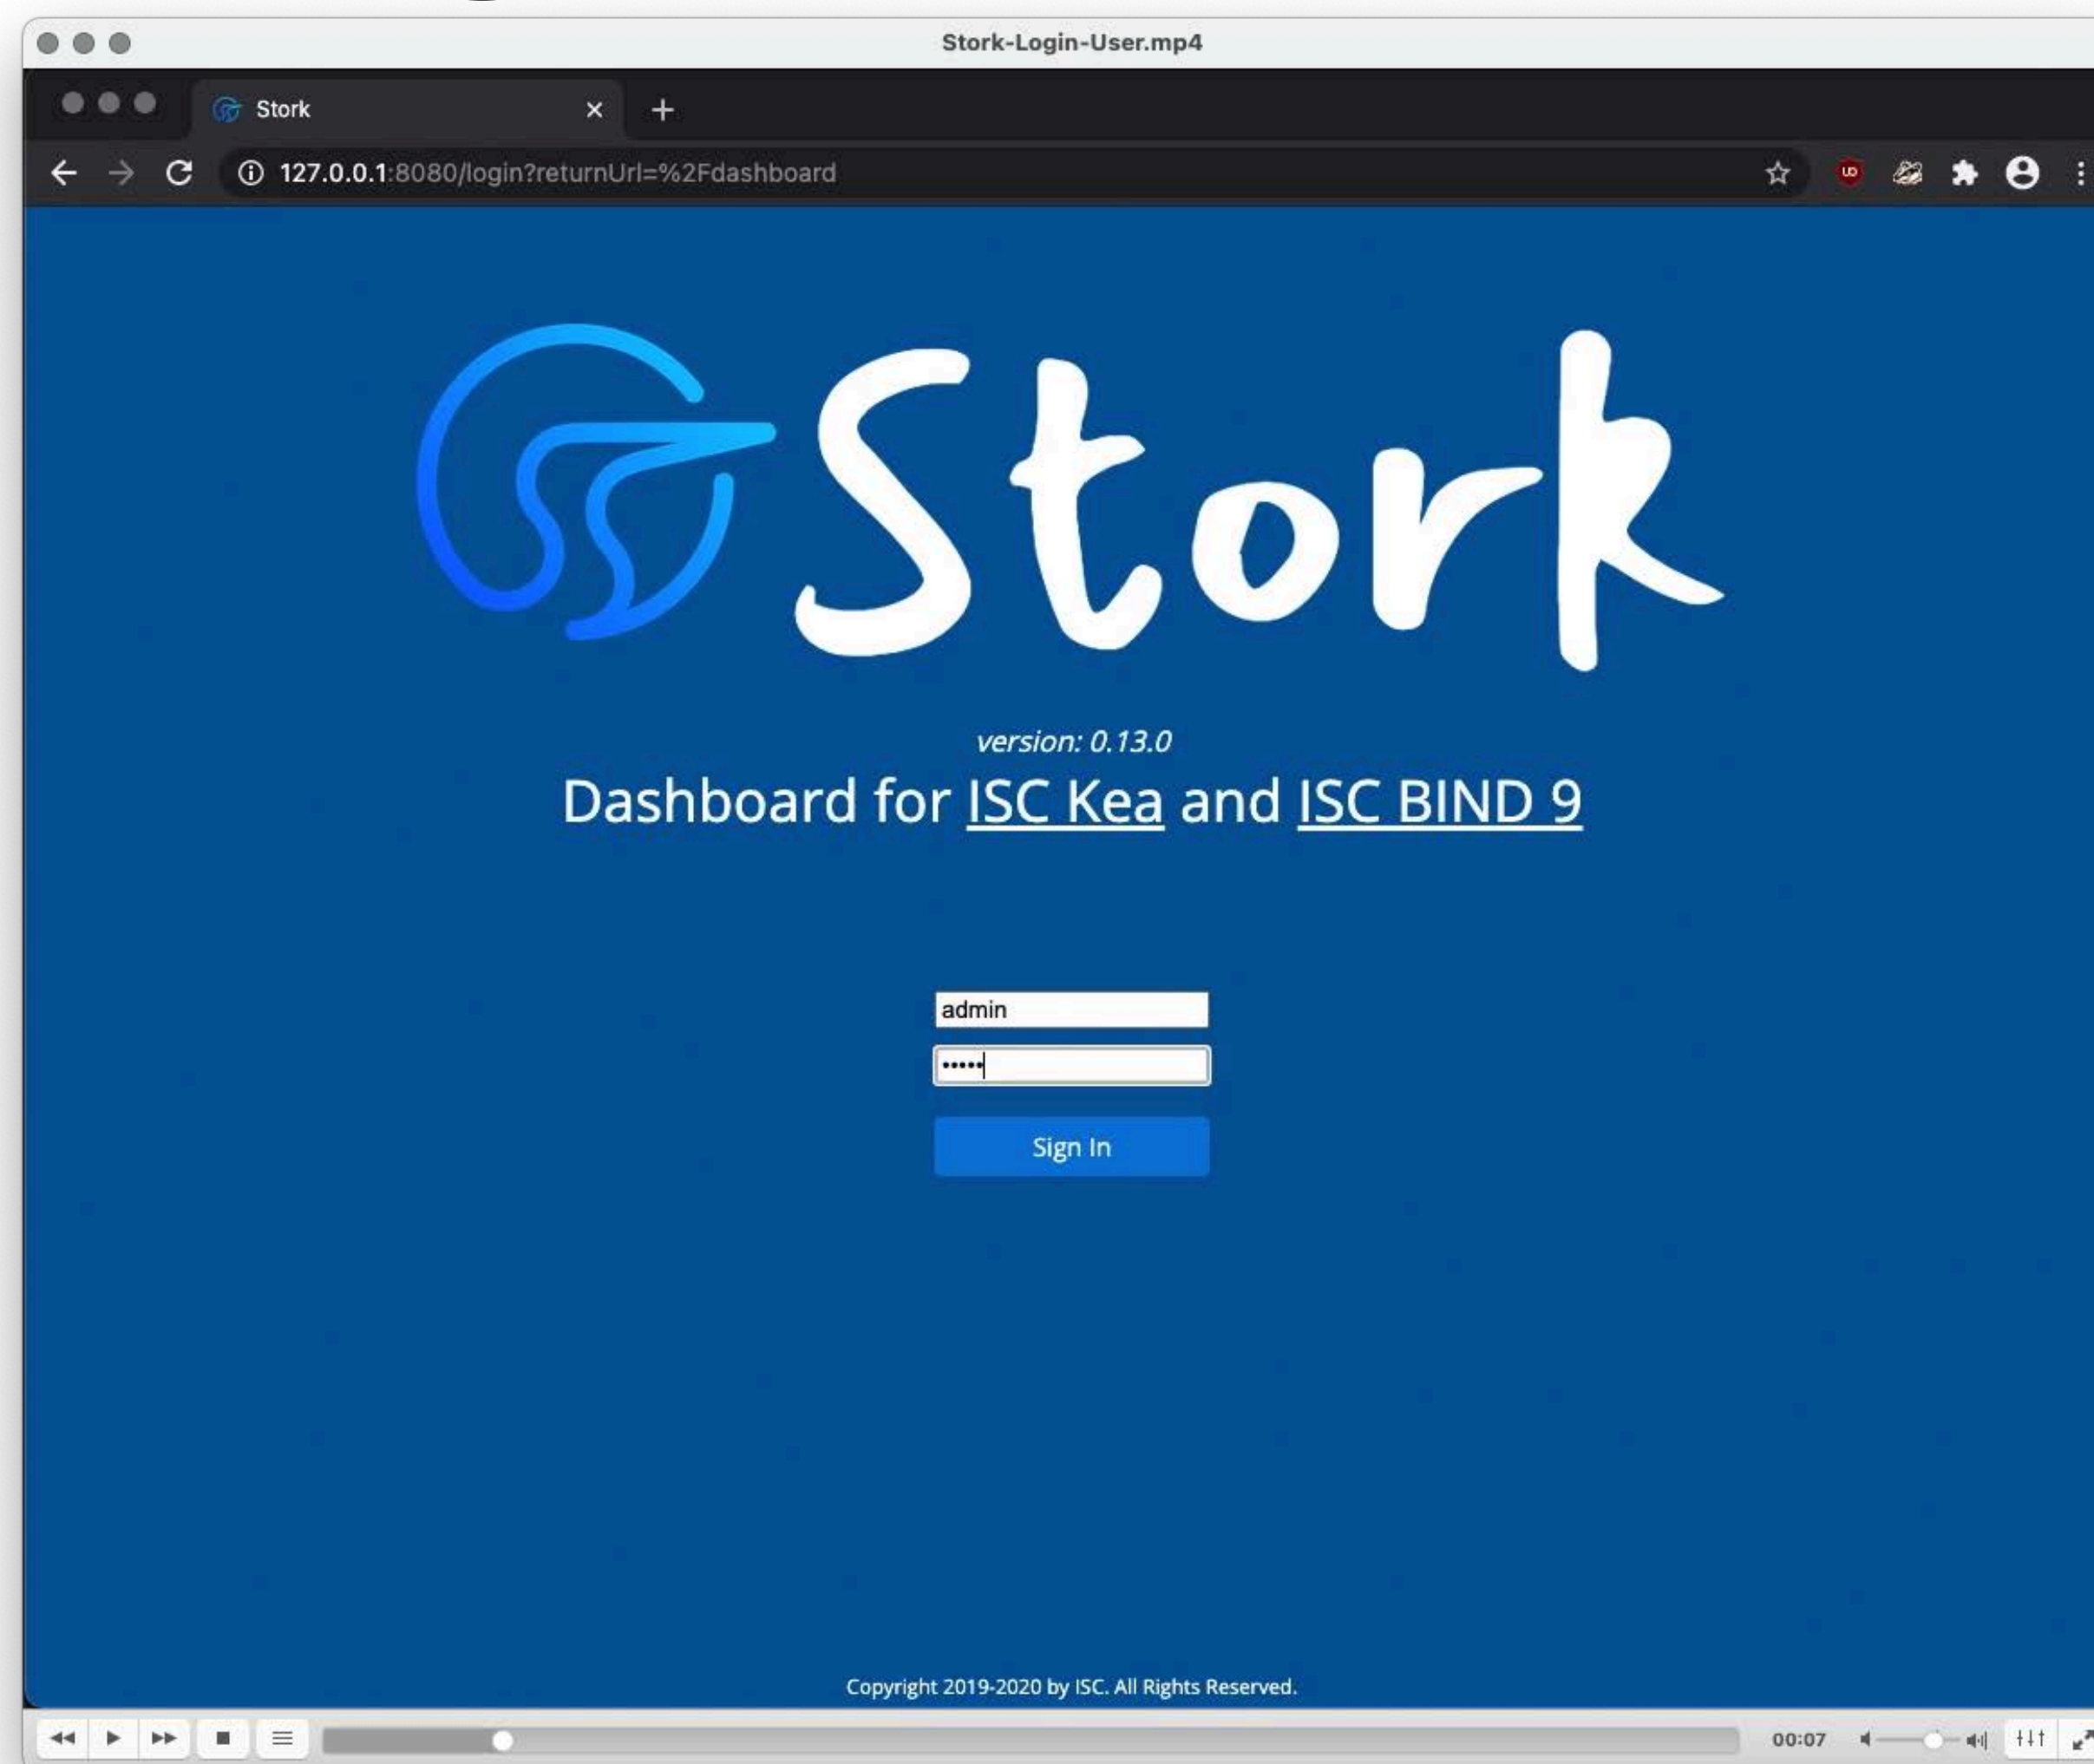 Stork-Login-User.mp4
Stork
127.0.0.1:8080/login?returnUrl=%2Fdashboard
Stork
version: 0.13.0
Dashboard for ISC Kea and ISC BIND 9
admin
•••••
Sign In
Copyright 2019-2020 by ISC. All Rights Reserved.
00:07